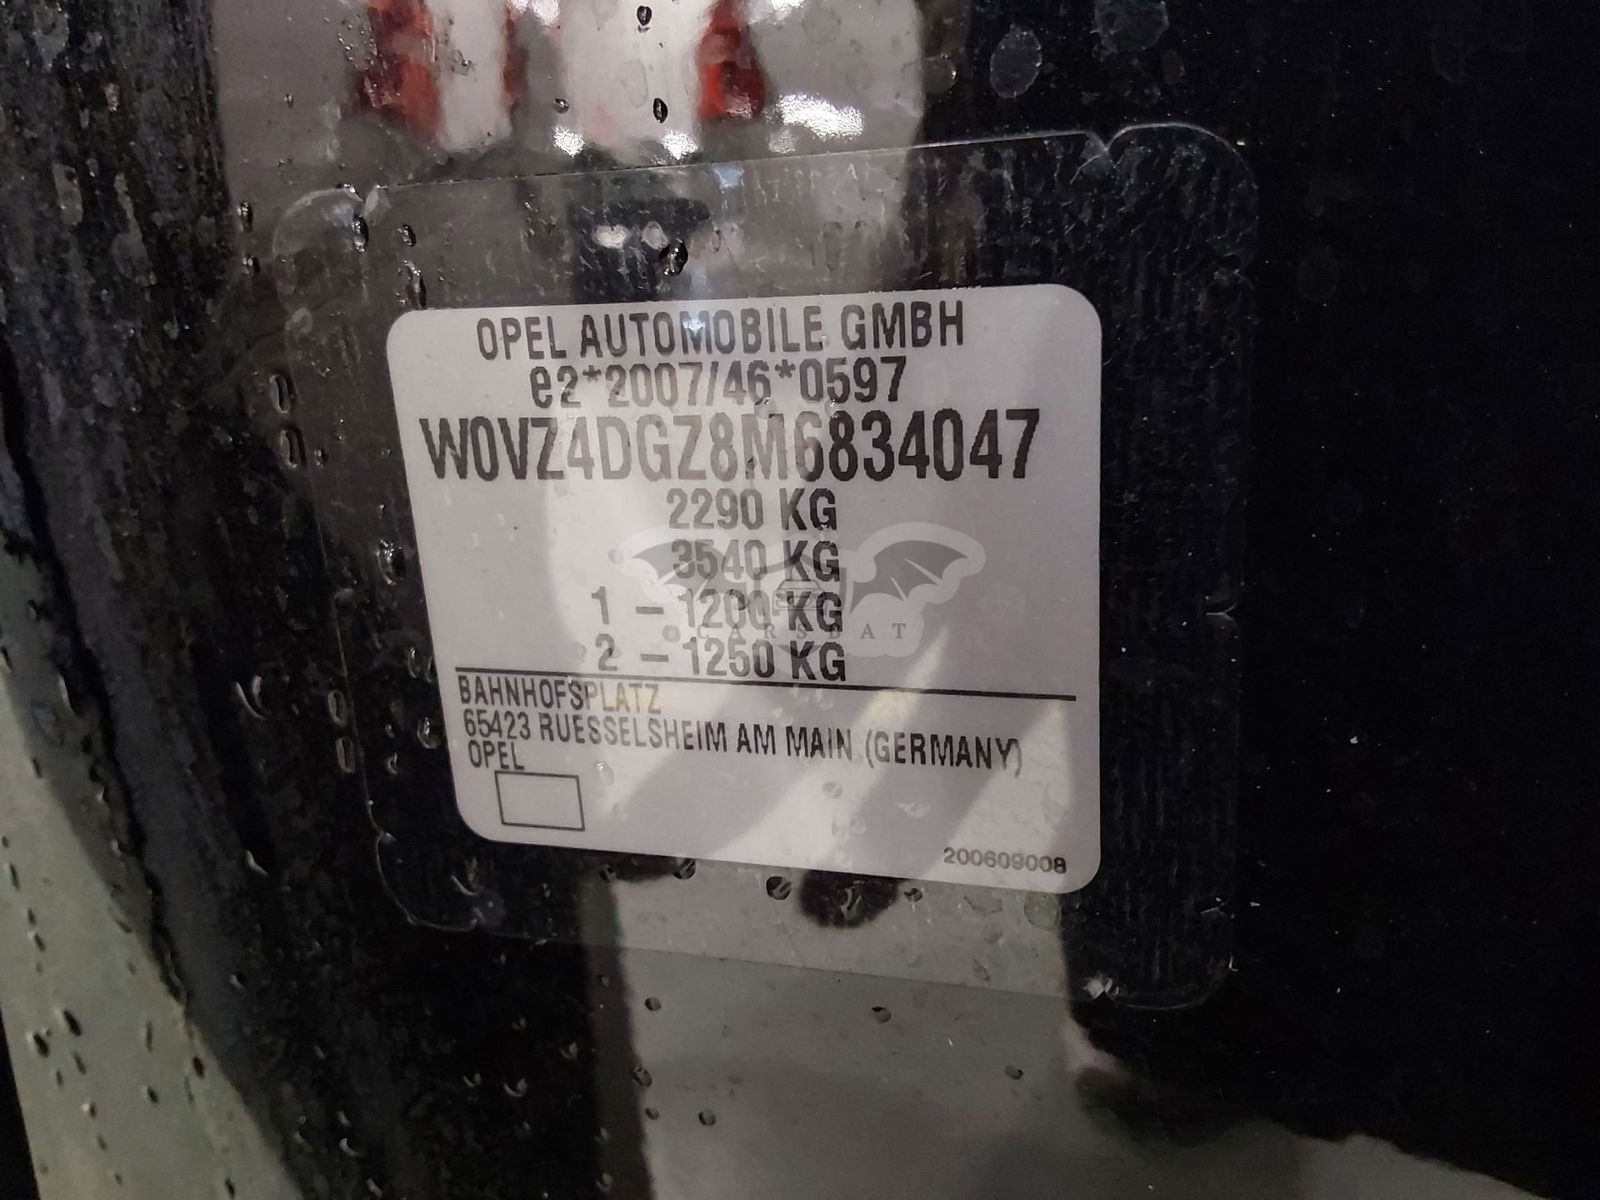 OPEL AUTOMOBILE GMBH
e2*2007/46*0597
W0VZ4DGZ8M6834047
2290 KG
3540 KG
1 - 1200 KG
2 - 1250 KG
CARSBAT
BAHNHOFSPLATZ
65423 RUESSELSHEIM AM MAIN (GERMANY)
OPEL
200609008